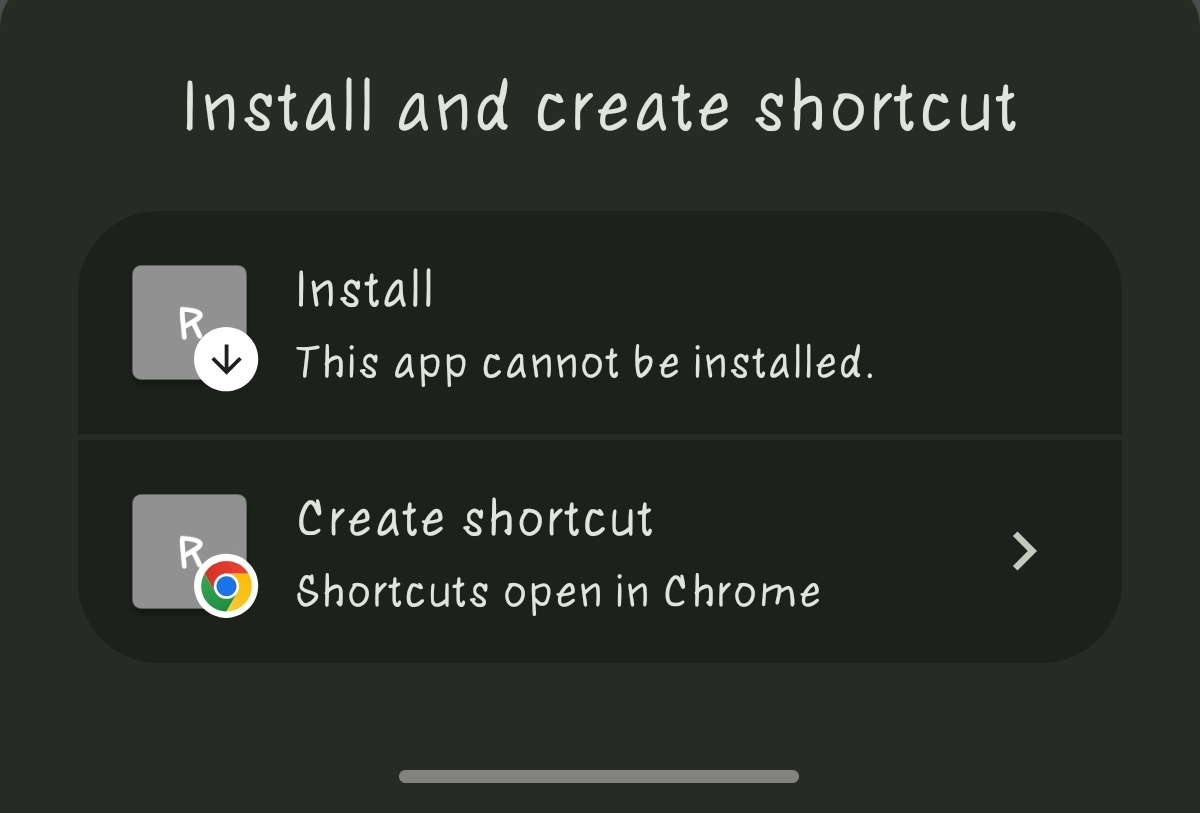 Install and create shortcut
R
Install
This app cannot be installed.
R
Create shortcut
Shortcuts open in Chrome